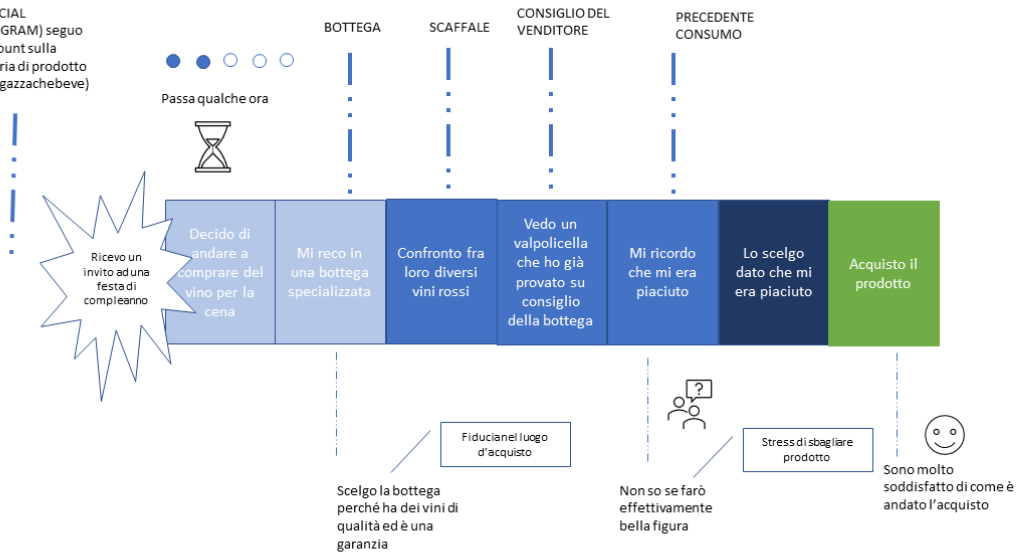 CIAL
GRAM) seguo
ount sulla
ria di prodotto
gazzachebeve)
BOTTEGA
SCAFFALE
CONSIGLIO DEL
VENDITORE
PRECEDENTE
CONSUMO
Passa qualche ora
Ricevo un
invito ad una
festa di
compleanno
Decido di
andare a
comprare del
vino per la
cena
Mi reco in
una bottega
specializzata
Confronto fra
loro diversi
vini rossi
Vedo un
valpolicella
che ho già
provato su
consiglio
della bottega
Mi ricordo
che mi era
piaciuto
Lo scelgo
dato che mi
era piaciuto
Acquisto il
prodotto
?
Fiducia nel luogo
d'acquisto
Stress di sbagliare
prodotto
Scelgo la bottega
perché ha dei vini di
qualità ed è una
garanzia
Non so se farò
effettivamente
bella figura
Sono molto
soddisfatto di come è
andato l'acquisto